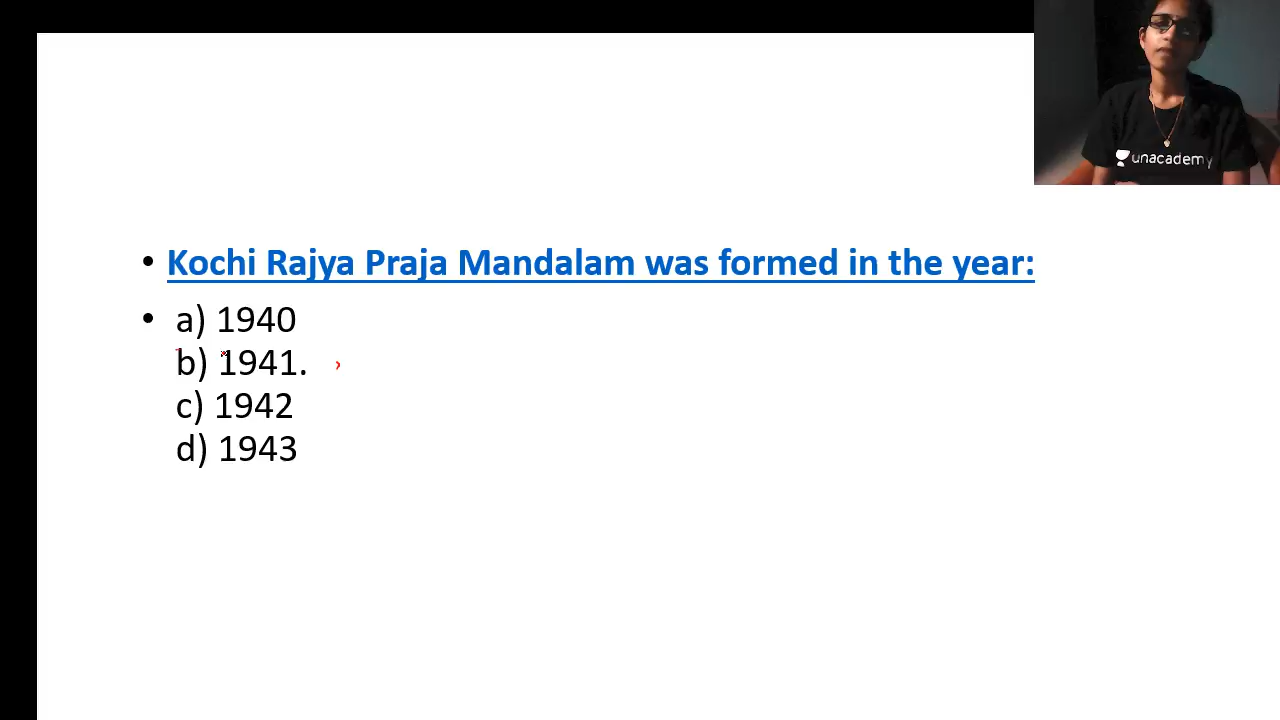 unacademy
• Kochi Rajya Praja Mandalam was formed in the year:
• a) 1940
b) 1941.
c) 1942
d) 1943